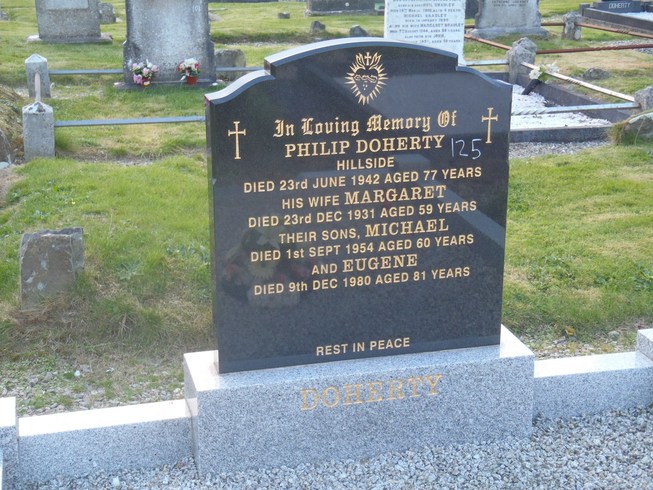 In Loving Memory Of
PHILIP DOHERTY
125
HILLSIDE
DIED 23rd JUNE 1942 AGED 77 YEARS
HIS WIFE MARGARET
DIED 23rd DEC 1931 AGED 59 YEARS
THEIR SONS, MICHAEL
DIED 1st SEPT 1954 AGED 60 YEARS
AND EUGENE
DIED 9th DEC 1980 AGED 81 YEARS
REST IN PEACE
DOHERTY
DOHERTY